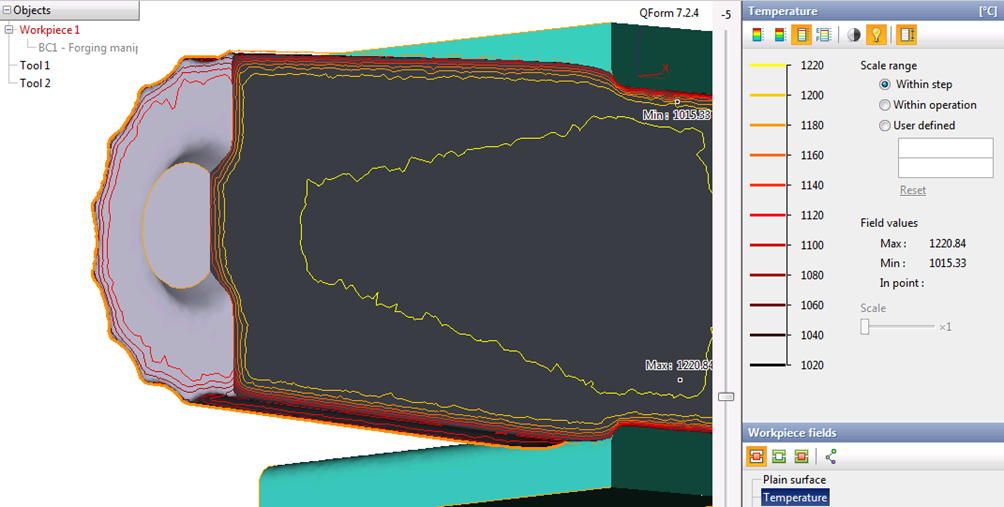 Objects
Workpiece 1
BC1 - Forging manip
Tool 1
Tool 2
QForm 7.2.4
-5
X
Min : 1015.33
Max : 1220.84
Temperature [°C]
1220
1200
1180
1160
1140
1120
1100
1080
1060
1040
1020
Scale range
Within step
Within operation
User defined
Reset
Field values
Max : 1220.84
Min : 1015.33
In point :
Scale
×1
Workpiece fields
Plain surface
Temperature